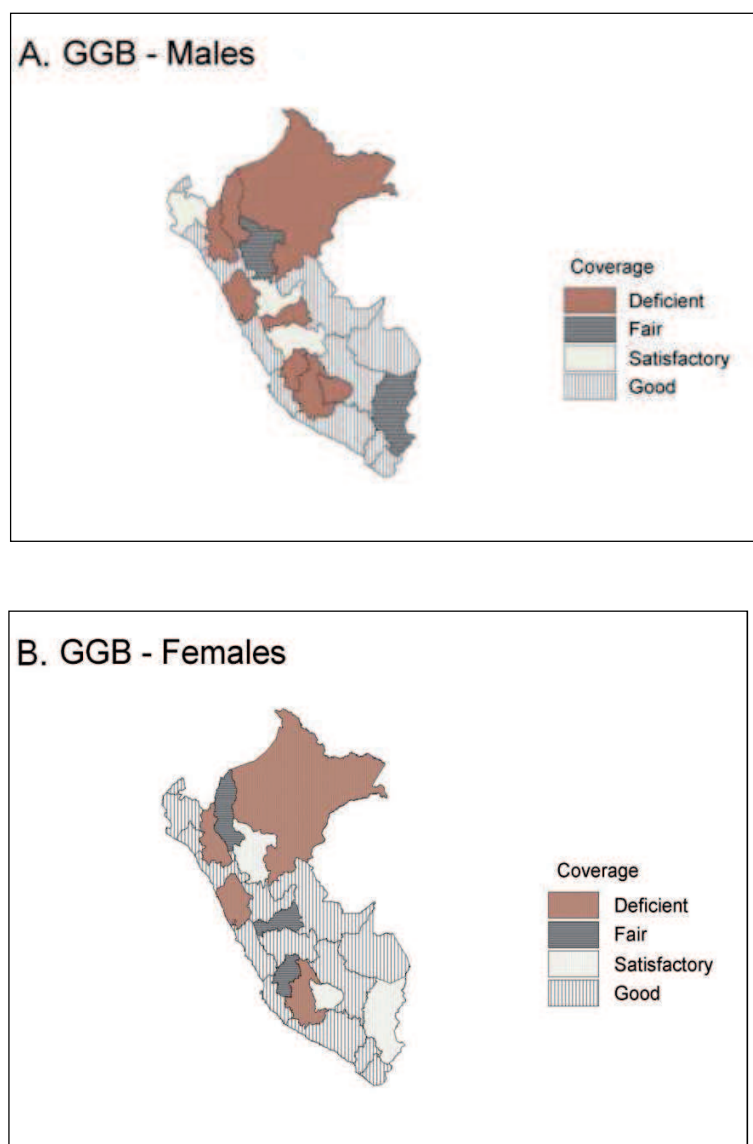 A. GGB - Males
Coverage
Deficient
Fair
Satisfactory
Good
B. GGB - Females
Coverage
Deficient
Fair
Satisfactory
Good